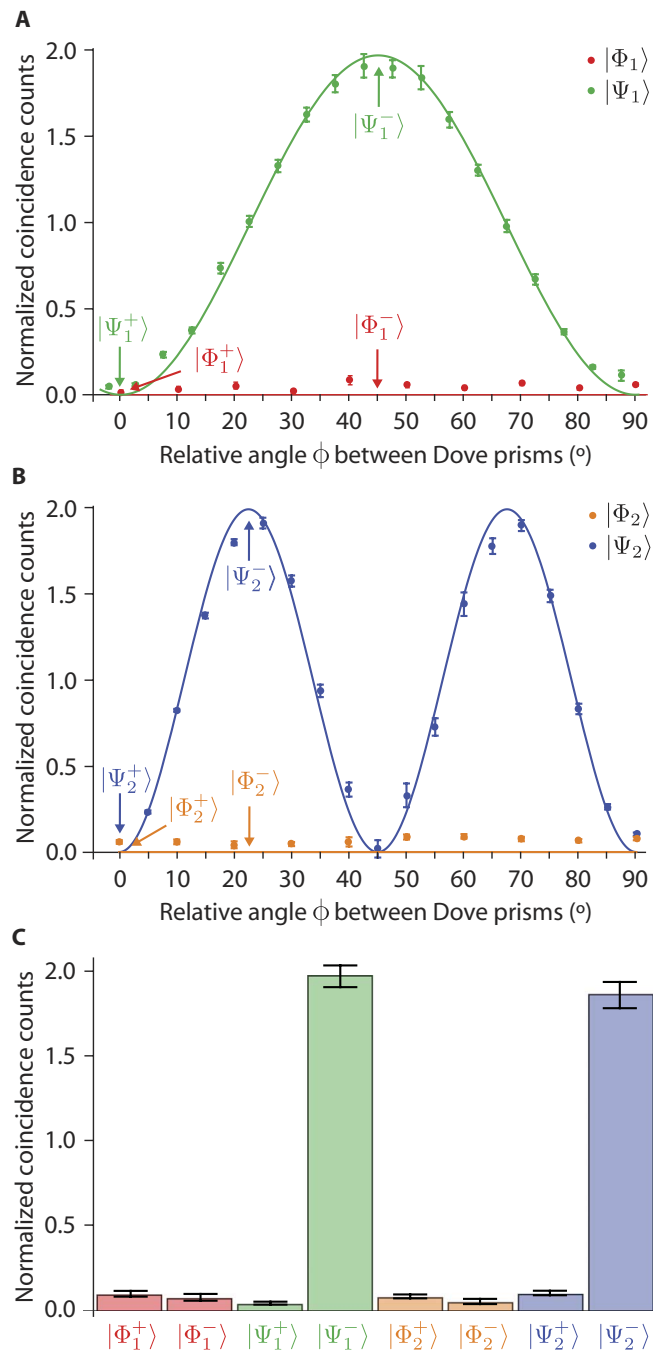 A
Normalized coincidence counts
2.0
1.5
1.0
0.5
0.0
|Φ₁⟩
|Ψ₁⟩
|Ψ₁⁻⟩
|Ψ₁⁺⟩
|Φ₁⁺⟩
|Φ₁⁻⟩
0 10 20 30 40 50 60 70 80 90
Relative angle ϕ between Dove prisms (º)
B
Normalized coincidence counts
2.0
1.5
1.0
0.5
0.0
|Φ₂⟩
|Ψ₂⟩
|Ψ₂⁻⟩
|Ψ₂⁺⟩
|Φ₂⁺⟩
|Φ₂⁻⟩
0 10 20 30 40 50 60 70 80 90
Relative angle ϕ between Dove prisms (º)
C
Normalized coincidence counts
2.0
1.5
1.0
0.5
0.0
|Φ₁⁺⟩ |Φ₁⁻⟩ |Ψ₁⁺⟩ |Ψ₁⁻⟩ |Φ₂⁺⟩ |Φ₂⁻⟩ |Ψ₂⁺⟩ |Ψ₂⁻⟩